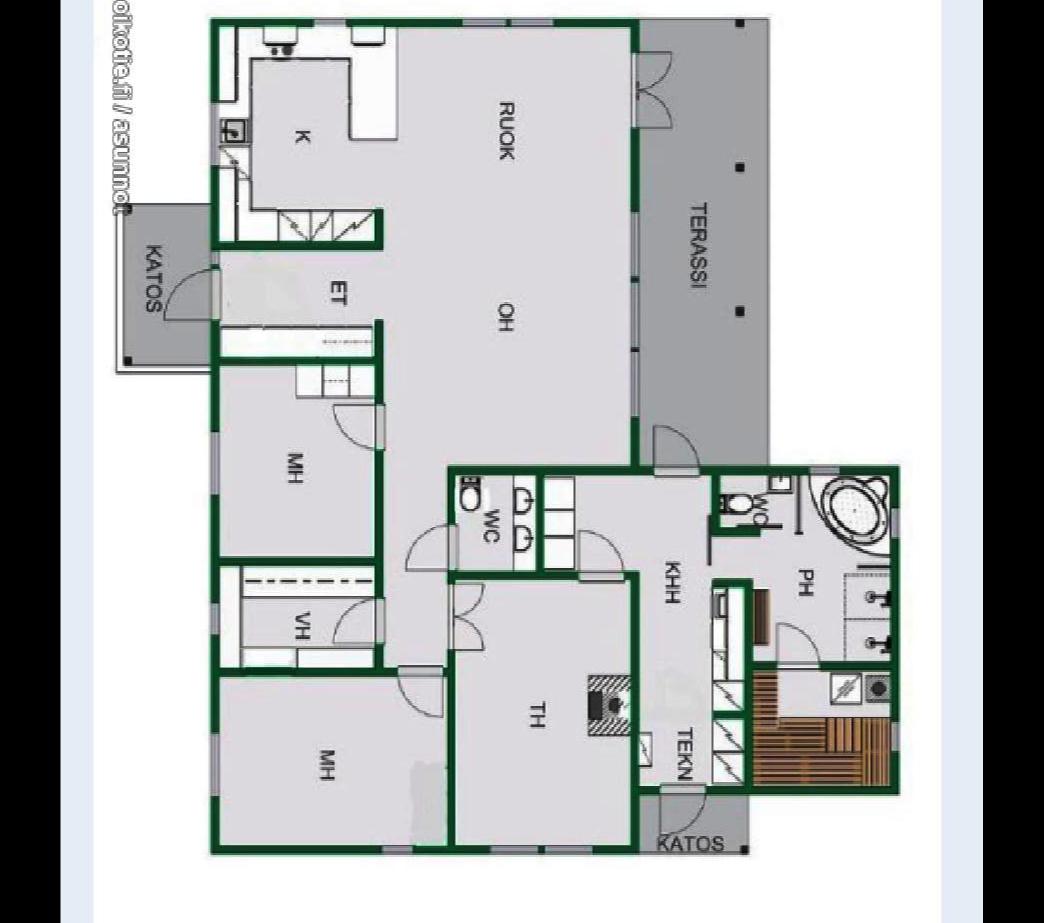 oikotie.fi / asunnot
K
RUOK
TERASSI
KATOS
ET
OH
MH
WC
WC
KHH
PH
VH
TH
MH
TEKN
KATOS